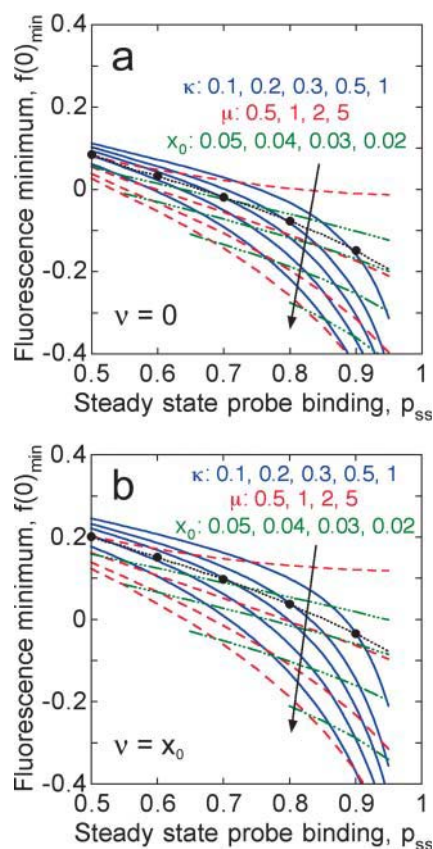 a
κ: 0.1, 0.2, 0.3, 0.5, 1
μ: 0.5, 1, 2, 5
x₀: 0.05, 0.04, 0.03, 0.02
ν = 0
Fluorescence minimum, f(0)min
0.4
0.2
0
-0.2
-0.4
0.5 0.6 0.7 0.8 0.9 1
Steady state probe binding, pss
b
κ: 0.1, 0.2, 0.3, 0.5, 1
μ: 0.5, 1, 2, 5
x₀: 0.05, 0.04, 0.03, 0.02
ν = x₀
Fluorescence minimum, f(0)min
0.4
0.2
0
-0.2
-0.4
0.5 0.6 0.7 0.8 0.9 1
Steady state probe binding, pss